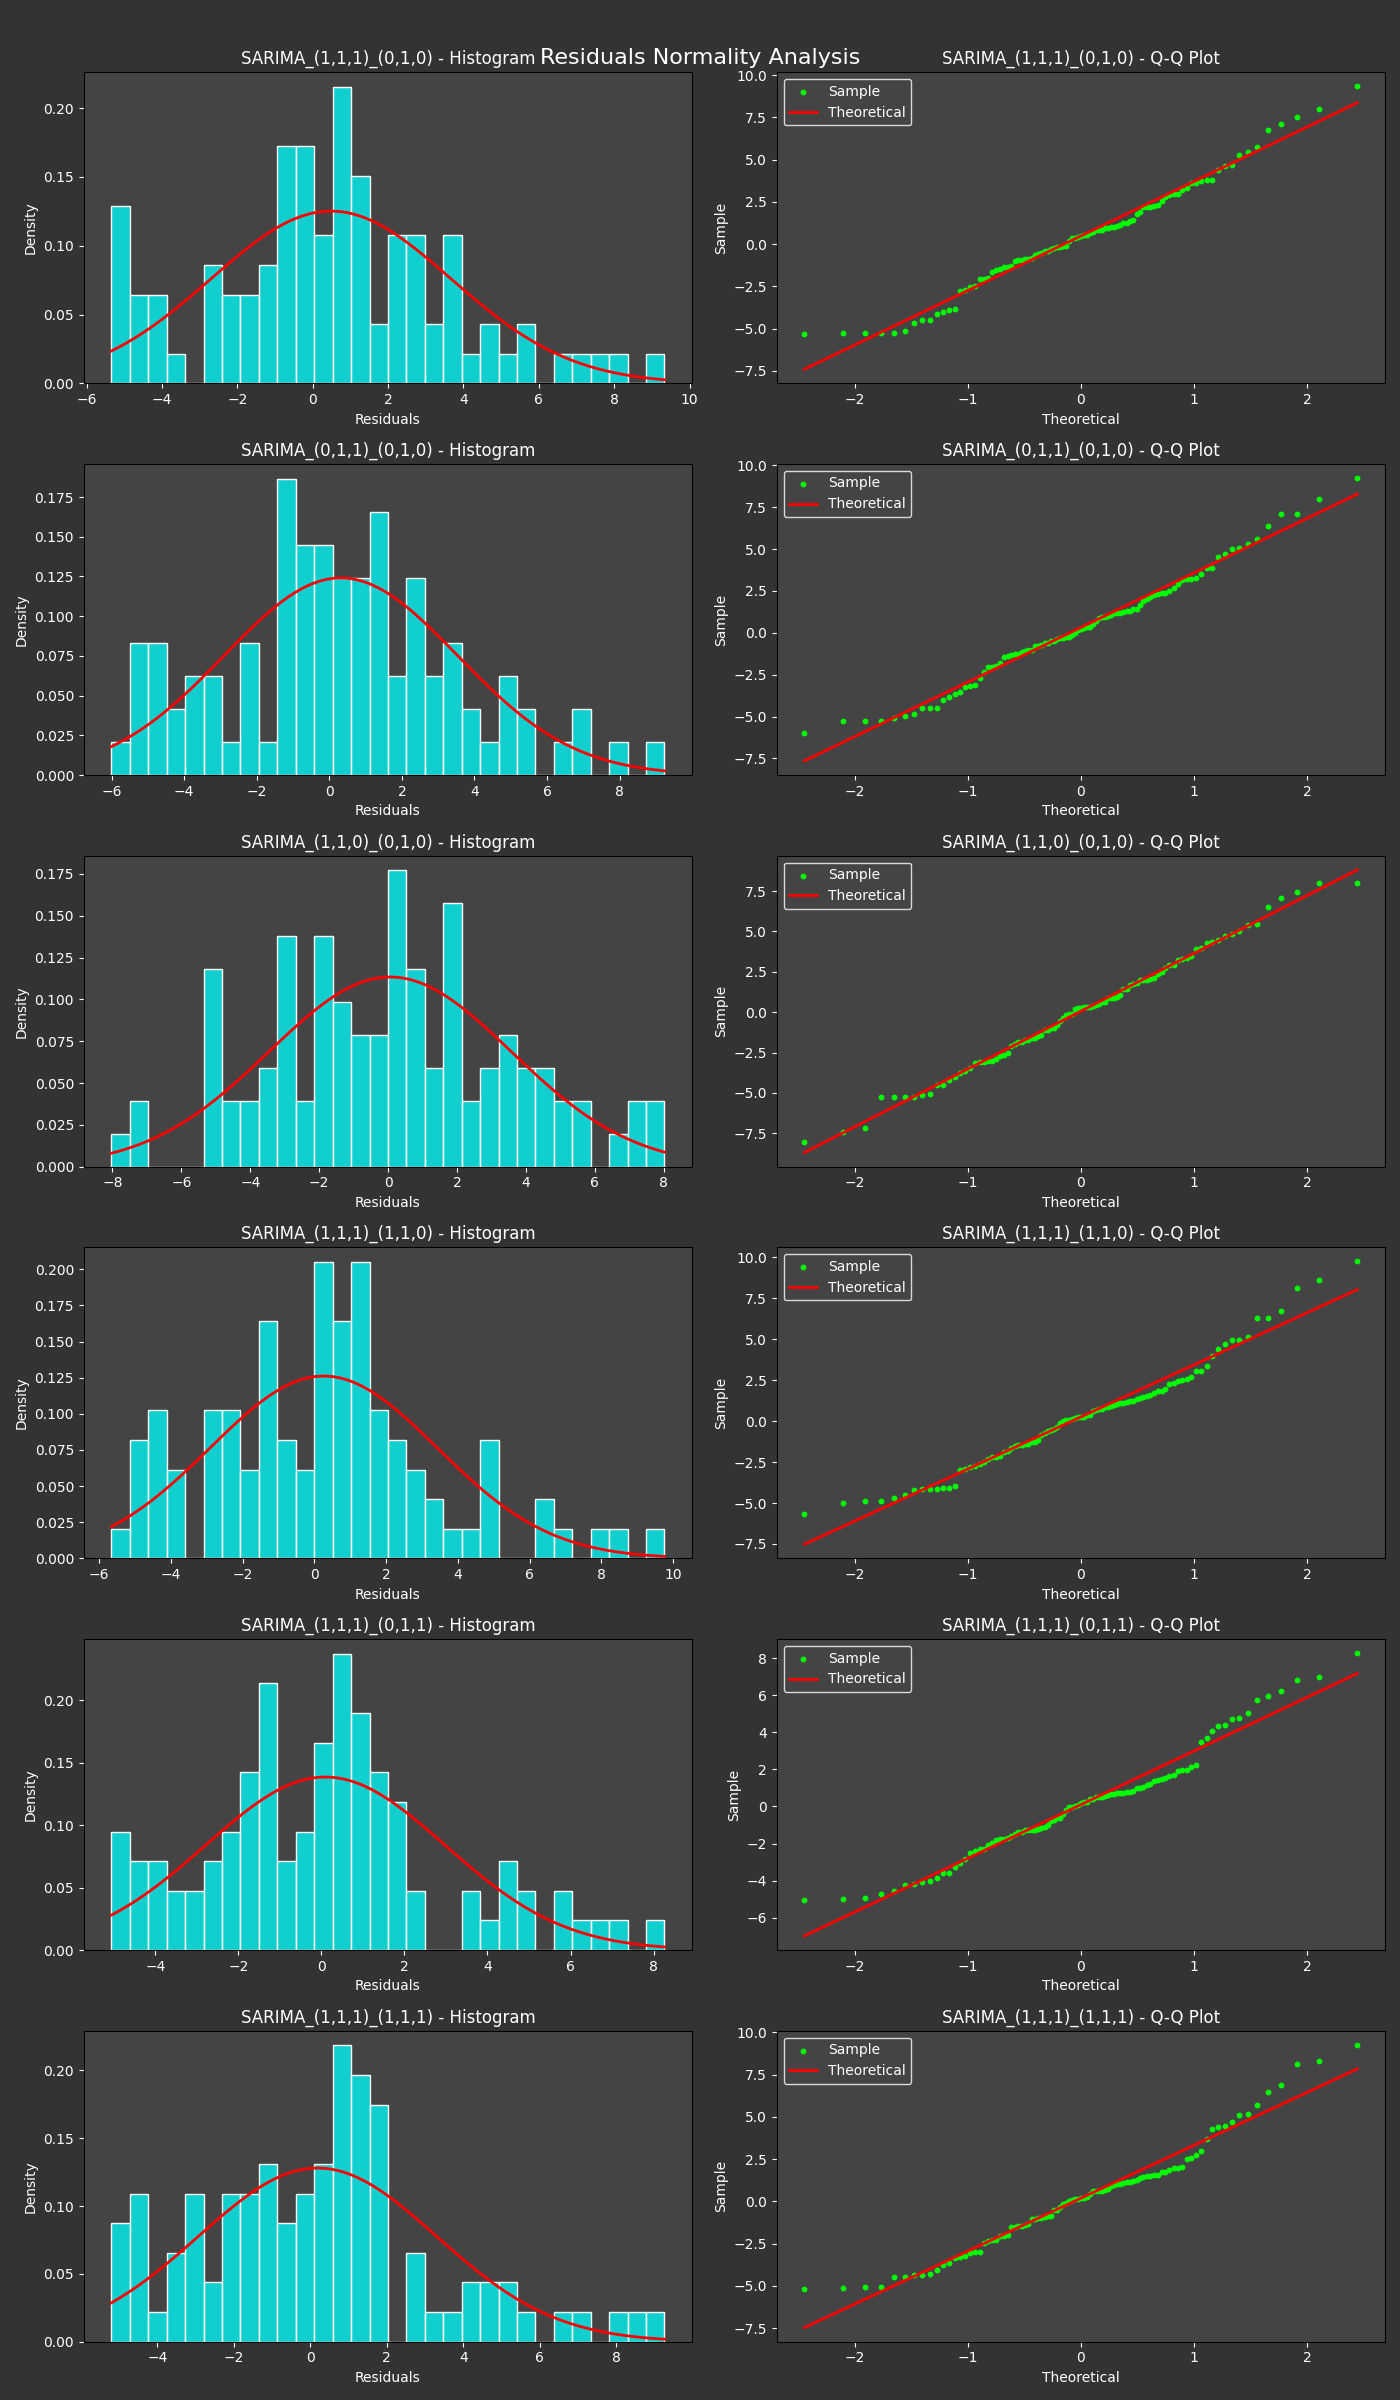 Residuals Normality Analysis
SARIMA_(1,1,1)_(0,1,0) - Histogram
Density
0.20
0.15
0.10
0.05
0.00
−6 −4 −2 0 2 4 6 8 10
Residuals
SARIMA_(1,1,1)_(0,1,0) - Q-Q Plot
Sample
Theoretical
Sample
10.0
7.5
5.0
2.5
0.0
−2.5
−5.0
−7.5
−2 −1 0 1 2
Theoretical
SARIMA_(0,1,1)_(0,1,0) - Histogram
Density
0.175
0.150
0.125
0.100
0.075
0.050
0.025
0.000
−6 −4 −2 0 2 4 6 8
Residuals
SARIMA_(0,1,1)_(0,1,0) - Q-Q Plot
Sample
Theoretical
Sample
10.0
7.5
5.0
2.5
0.0
−2.5
−5.0
−7.5
−2 −1 0 1 2
Theoretical
SARIMA_(1,1,0)_(0,1,0) - Histogram
Density
0.175
0.150
0.125
0.100
0.075
0.050
0.025
0.000
−8 −6 −4 −2 0 2 4 6 8
Residuals
SARIMA_(1,1,0)_(0,1,0) - Q-Q Plot
Sample
Theoretical
Sample
7.5
5.0
2.5
0.0
−2.5
−5.0
−7.5
−2 −1 0 1 2
Theoretical
SARIMA_(1,1,1)_(1,1,0) - Histogram
Density
0.200
0.175
0.150
0.125
0.100
0.075
0.050
0.025
0.000
−6 −4 −2 0 2 4 6 8 10
Residuals
SARIMA_(1,1,1)_(1,1,0) - Q-Q Plot
Sample
Theoretical
Sample
10.0
7.5
5.0
2.5
0.0
−2.5
−5.0
−7.5
−2 −1 0 1 2
Theoretical
SARIMA_(1,1,1)_(0,1,1) - Histogram
Density
0.20
0.15
0.10
0.05
0.00
−4 −2 0 2 4 6 8
Residuals
SARIMA_(1,1,1)_(0,1,1) - Q-Q Plot
Sample
Theoretical
Sample
8
6
4
2
0
−2
−4
−6
−2 −1 0 1 2
Theoretical
SARIMA_(1,1,1)_(1,1,1) - Histogram
Density
0.20
0.15
0.10
0.05
0.00
−4 −2 0 2 4 6 8
Residuals
SARIMA_(1,1,1)_(1,1,1) - Q-Q Plot
Sample
Theoretical
Sample
10.0
7.5
5.0
2.5
0.0
−2.5
−5.0
−7.5
−2 −1 0 1 2
Theoretical